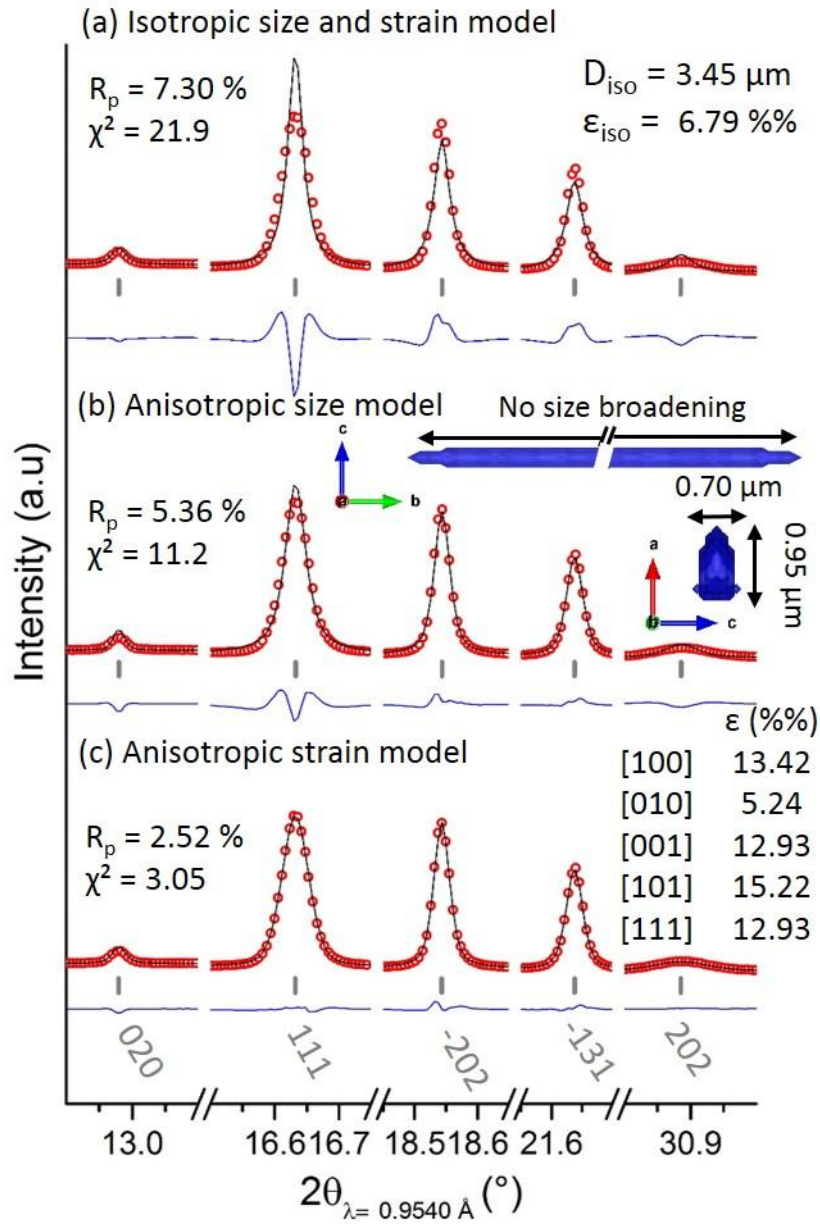 (a) Isotropic size and strain model
Rₚ = 7.30 %
χ² = 21.9
D_iso = 3.45 μm
ε_iso = 6.79 %%
(b) Anisotropic size model
No size broadening
c
a
b
Rₚ = 5.36 %
χ² = 11.2
0.70 μm
0.95 μm
a
b
c
(c) Anisotropic strain model
ε (%%)
[100] 13.42
[010] 5.24
[001] 12.93
[101] 15.22
[111] 12.93
Rₚ = 2.52 %
χ² = 3.05
020
111
-202
-131
202
13.0 16.6 16.7 18.5 18.6 21.6 30.9
2θ_λ= 0.9540 Å (°)
Intensity (a.u)